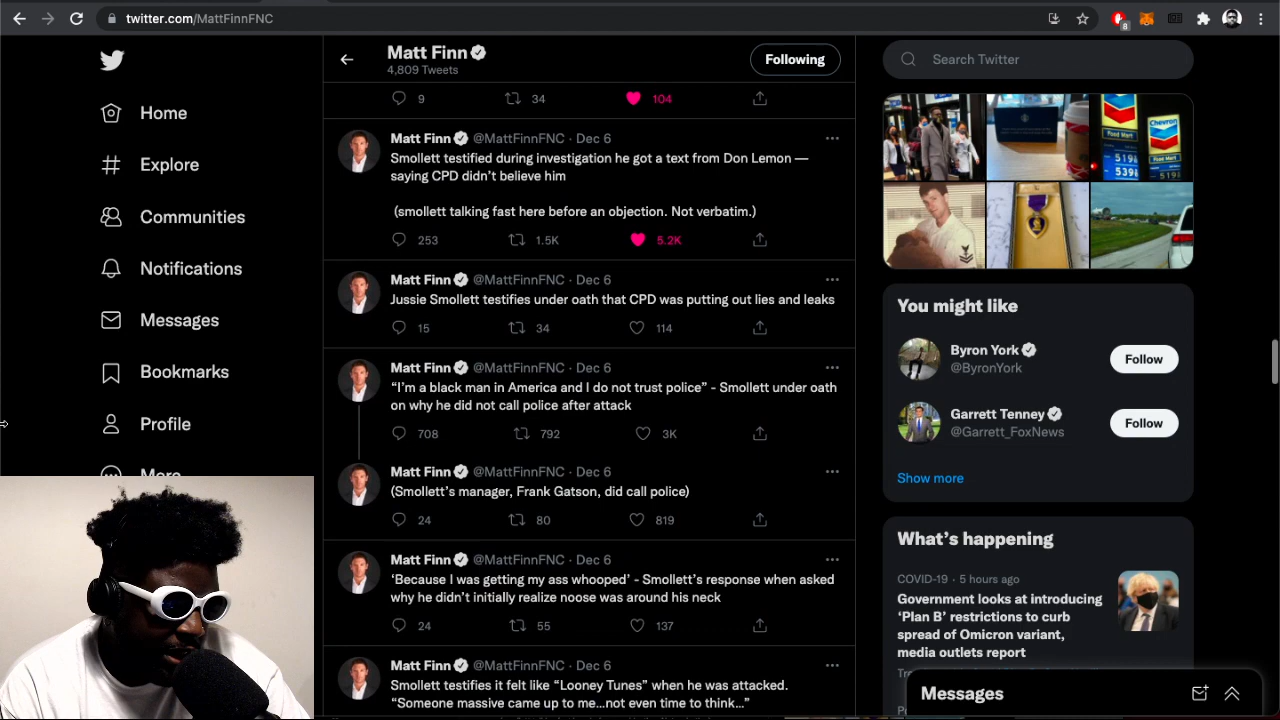 twitter.com/MattFinnFNC
8
Home
Explore
Communities
Notifications
Messages
Bookmarks
Profile
More
Matt Finn
4,809 Tweets
Following
9 34 104
Matt Finn @MattFinnFNC · Dec 6
Smollett testified during investigation he got a text from Don Lemon —
saying CPD didn’t believe him
(smollett talking fast here before an objection. Not verbatim.)
253 1.5K 5.2K
Matt Finn @MattFinnFNC · Dec 6
Jussie Smollett testifies under oath that CPD was putting out lies and leaks
15 34 114
Matt Finn @MattFinnFNC · Dec 6
“I’m a black man in America and I do not trust police” - Smollett under oath
on why he did not call police after attack
708 792 3K
Matt Finn @MattFinnFNC · Dec 6
(Smollett’s manager, Frank Gatson, did call police)
24 80 819
Matt Finn @MattFinnFNC · Dec 6
‘Because I was getting my ass whooped’ - Smollett’s response when asked
why he didn’t initially realize noose was around his neck
24 55 137
Matt Finn @MattFinnFNC · Dec 6
Smollett testifies it felt like “Looney Tunes” when he was attacked.
“Someone massive came up to me...not even time to think...”
Search Twitter
Chevron
Food Mart
519
539
Chevron
Food Mart
519
You might like
Byron York
@ByronYork
Follow
Garrett Tenney
@Garrett_FoxNews
Follow
Show more
What’s happening
COVID-19 · 5 hours ago
Government looks at introducing
‘Plan B’ restrictions to curb
spread of Omicron variant,
media outlets report
Messages